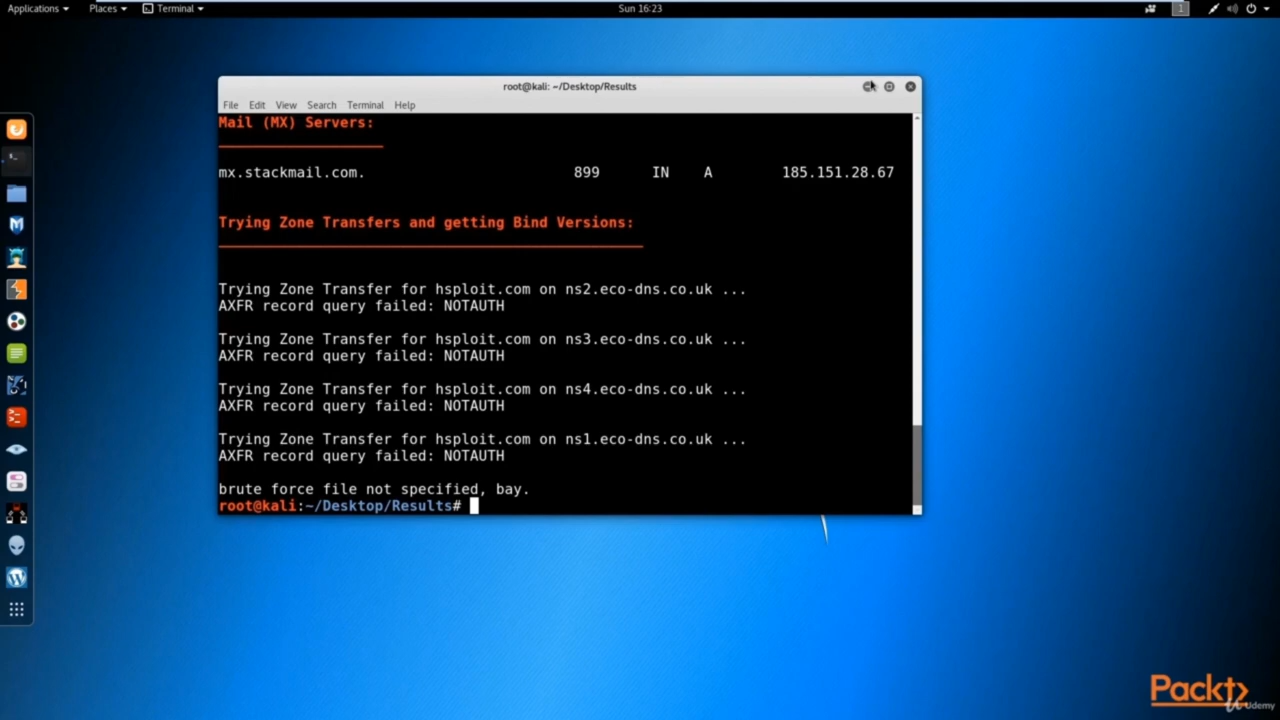 Applications Places Terminal Sun 16:23 1
root@kali: ~/Desktop/Results
File Edit View Search Terminal Help
Mail (MX) Servers:
mx.stackmail.com. 899 IN A 185.151.28.67
Trying Zone Transfers and getting Bind Versions:
Trying Zone Transfer for hsploit.com on ns2.eco-dns.co.uk ...
AXFR record query failed: NOTAUTH
Trying Zone Transfer for hsploit.com on ns3.eco-dns.co.uk ...
AXFR record query failed: NOTAUTH
Trying Zone Transfer for hsploit.com on ns4.eco-dns.co.uk ...
AXFR record query failed: NOTAUTH
Trying Zone Transfer for hsploit.com on ns1.eco-dns.co.uk ...
AXFR record query failed: NOTAUTH
brute force file not specified, bay.
root@kali:~/Desktop/Results#
Packt>
Udemy